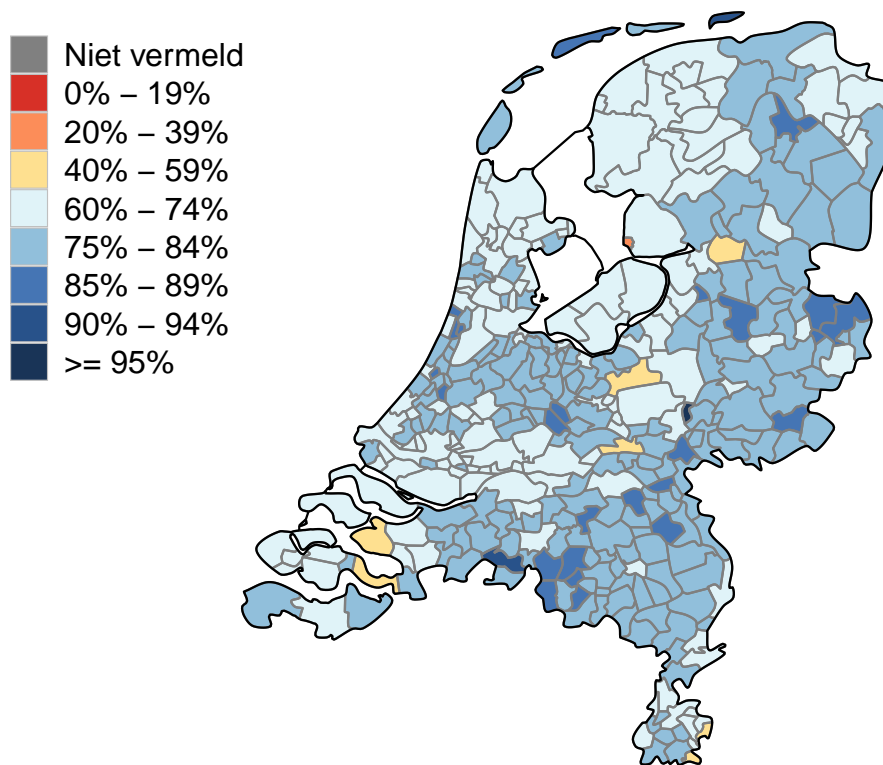 Niet vermeld
0% – 19%
20% – 39%
40% – 59%
60% – 74%
75% – 84%
85% – 89%
90% – 94%
>= 95%